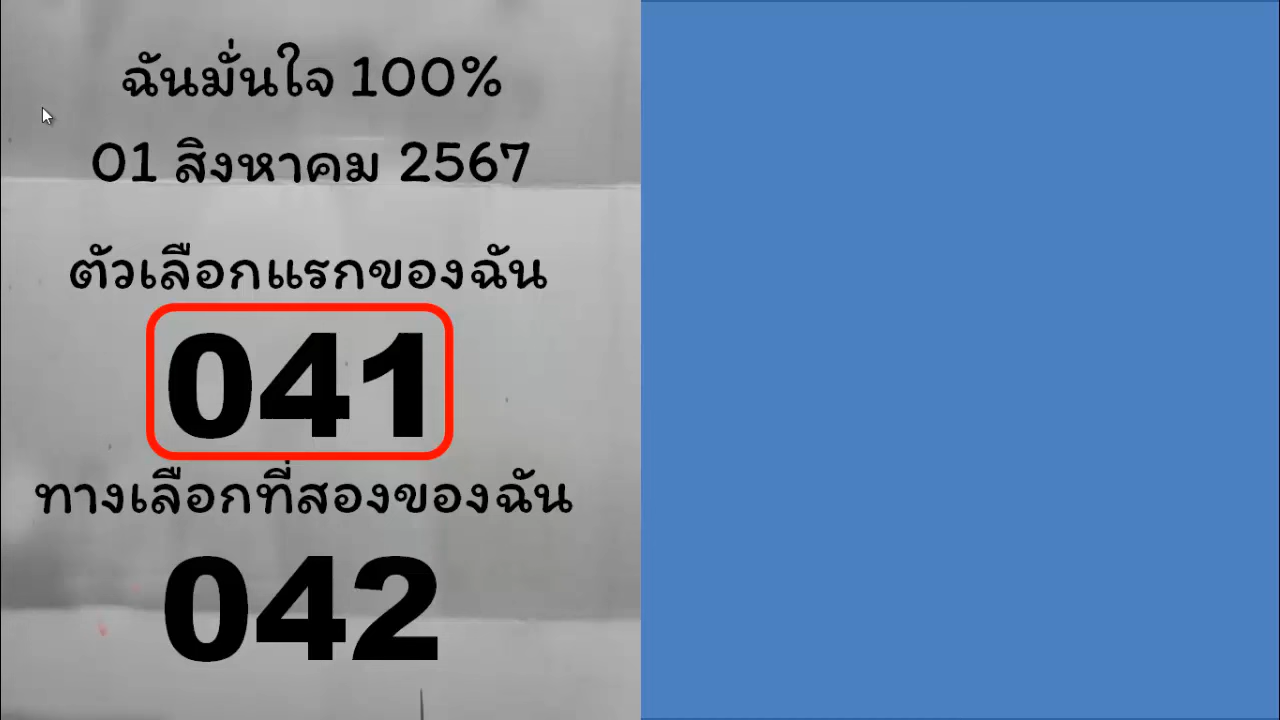 ฉันมั่นใจ 100%
01 สิงหาคม 2567
ตัวเลือกแรกของฉัน
041
ทางเลือกที่สองของฉัน
042